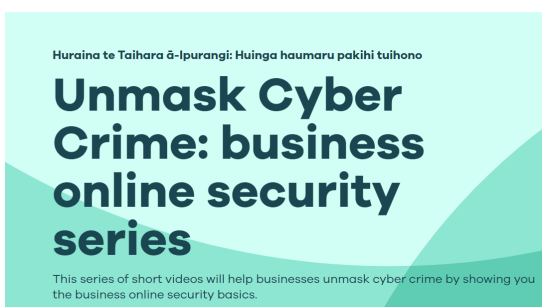 Huraina te Taihara ā-Ipurangi: Huinga haumaru pakihi tuihono
Unmask Cyber
Crime: business
online security
series
This series of short videos will help businesses unmask cyber crime by showing you
the business online security basics.